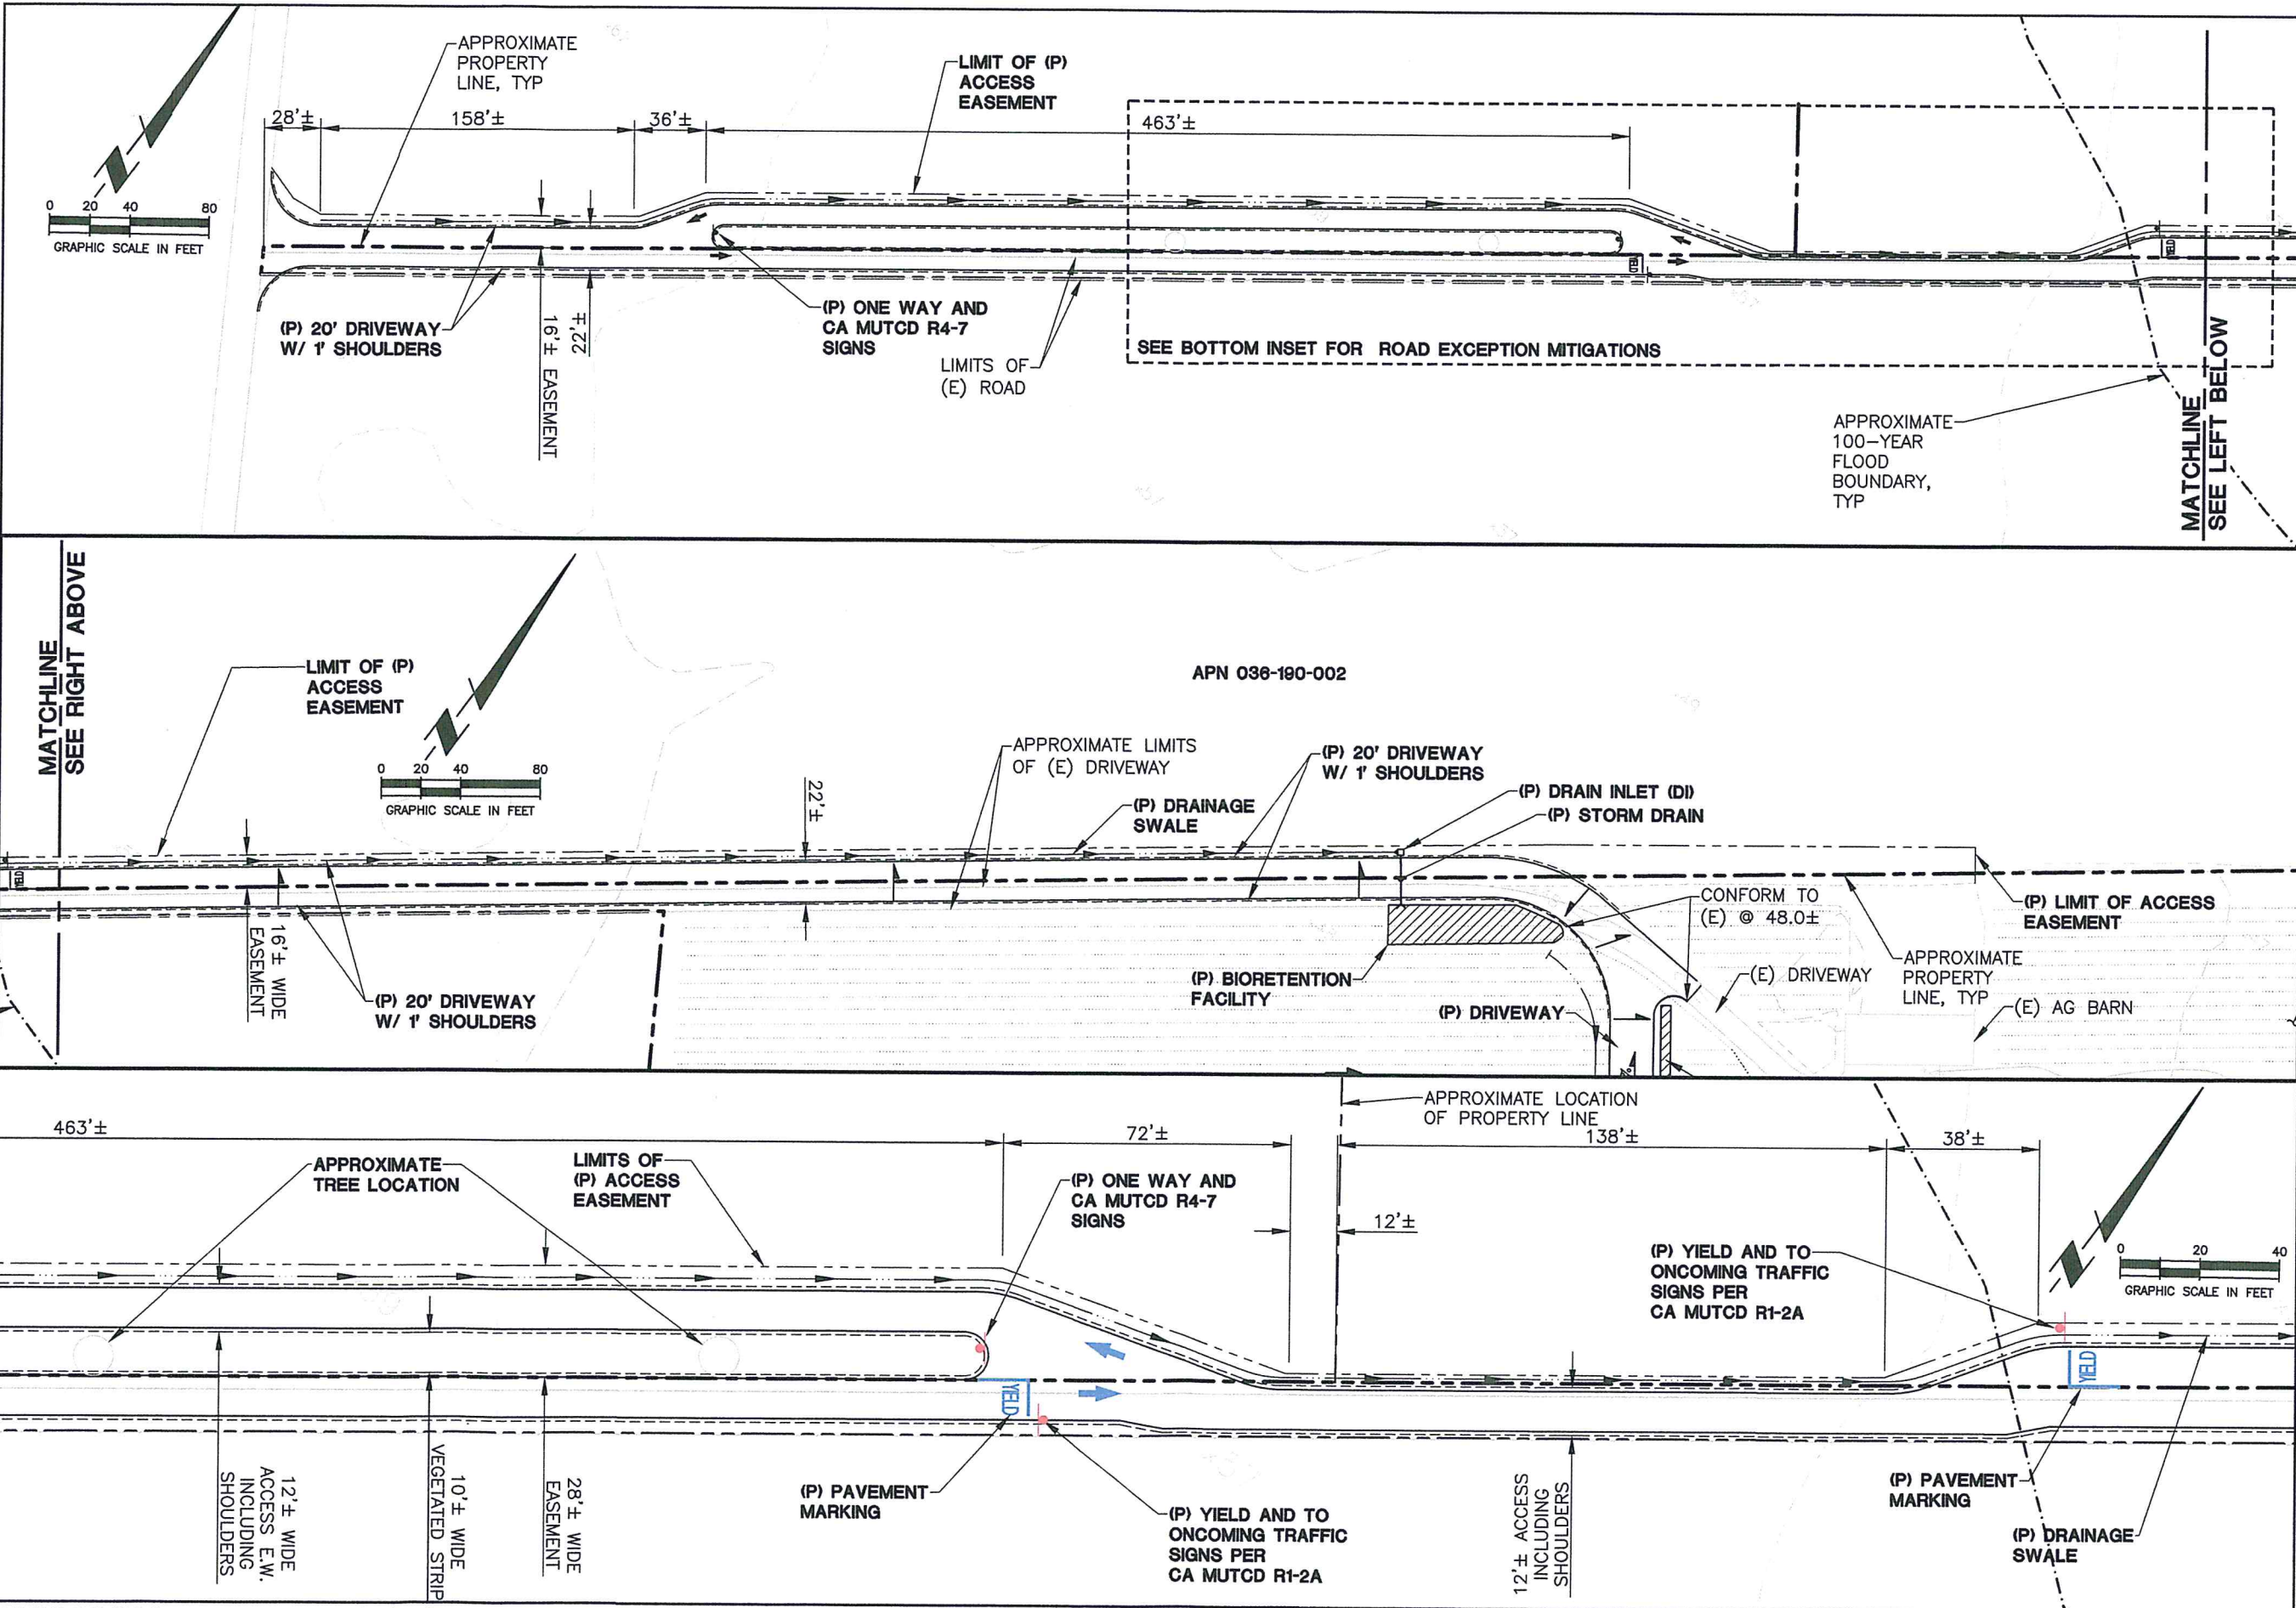 APPROXIMATE
PROPERTY
LINE, TYP
LIMIT OF (P)
ACCESS
EASEMENT
28'±
158'±
36'±
463'±
0 20 40 80
GRAPHIC SCALE IN FEET
(P) 20' DRIVEWAY
W/ 1' SHOULDERS
16'± EASEMENT
22'±
(P) ONE WAY AND
CA MUTCD R4-7
SIGNS
LIMITS OF
(E) ROAD
YIELD
YIELD
SEE BOTTOM INSET FOR ROAD EXCEPTION MITIGATIONS
APPROXIMATE
100-YEAR
FLOOD
BOUNDARY,
TYP
MATCHLINE
SEE LEFT BELOW
MATCHLINE
SEE RIGHT ABOVE
LIMIT OF (P)
ACCESS
EASEMENT
0 20 40 80
GRAPHIC SCALE IN FEET
APN 036-190-002
22'±
APPROXIMATE LIMITS
OF (E) DRIVEWAY
(P) DRAINAGE
SWALE
(P) 20' DRIVEWAY
W/ 1' SHOULDERS
(P) DRAIN INLET (DI)
(P) STORM DRAIN
YIELD
16'± WIDE
EASEMENT
(P) 20' DRIVEWAY
W/ 1' SHOULDERS
(P) BIORETENTION
FACILITY
(P) DRIVEWAY
CONFORM TO
(E) @ 48.0±
(E) DRIVEWAY
(P) LIMIT OF ACCESS
EASEMENT
APPROXIMATE
PROPERTY
LINE, TYP
(E) AG BARN
463'±
72'±
12'±
138'±
38'±
APPROXIMATE LOCATION
OF PROPERTY LINE
APPROXIMATE
TREE LOCATION
LIMITS OF
(P) ACCESS
EASEMENT
(P) ONE WAY AND
CA MUTCD R4-7
SIGNS
(P) YIELD AND TO
ONCOMING TRAFFIC
SIGNS PER
CA MUTCD R1-2A
0 20 40
GRAPHIC SCALE IN FEET
YIELD
YIELD
12'± WIDE
ACCESS E.W.
INCLUDING
SHOULDERS
10'± WIDE
VEGETATED STRIP
28'± WIDE
EASEMENT
(P) PAVEMENT
MARKING
(P) YIELD AND TO
ONCOMING TRAFFIC
SIGNS PER
CA MUTCD R1-2A
12'± ACCESS
INCLUDING
SHOULDERS
(P) PAVEMENT
MARKING
(P) DRAINAGE
SWALE